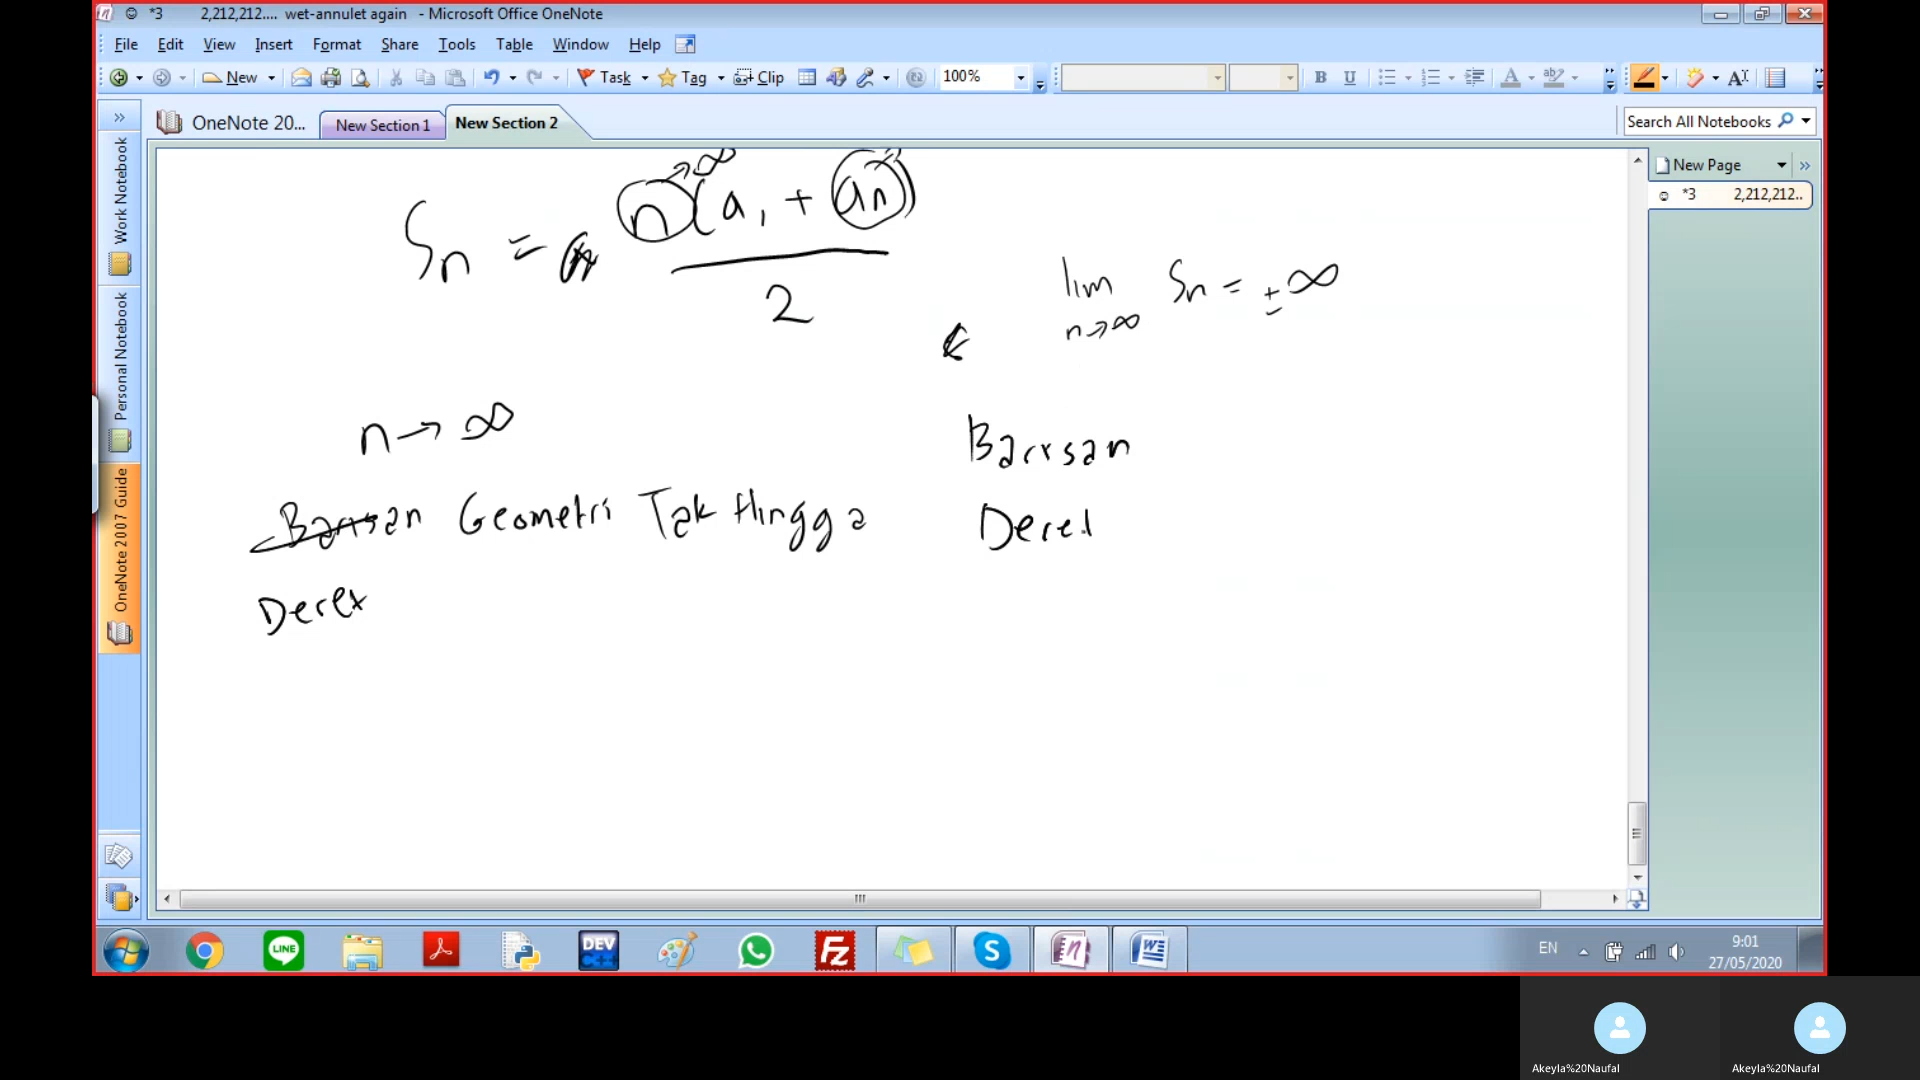 *3 2,212,212.... wet-annulet again - Microsoft Office OneNote
File Edit View Insert Format Share Tools Table Window Help
New Task Tag Clip 100% B U
OneNote 20... New Section 1 New Section 2 Search All Notebooks
New Page
*3 2,212,212..
Work Notebook
Personal Notebook
OneNote 2007 Guide
Sn = n(a1 + an)
2
n→∞
lim Sn = ±∞
n→∞
n→∞
Barisan Geometri Tak Hingga
Deret
Barisan
Deret
LINE DEV C++
EN
9:01
27/05/2020
Akeyla%20Naufal
Akeyla%20Naufal